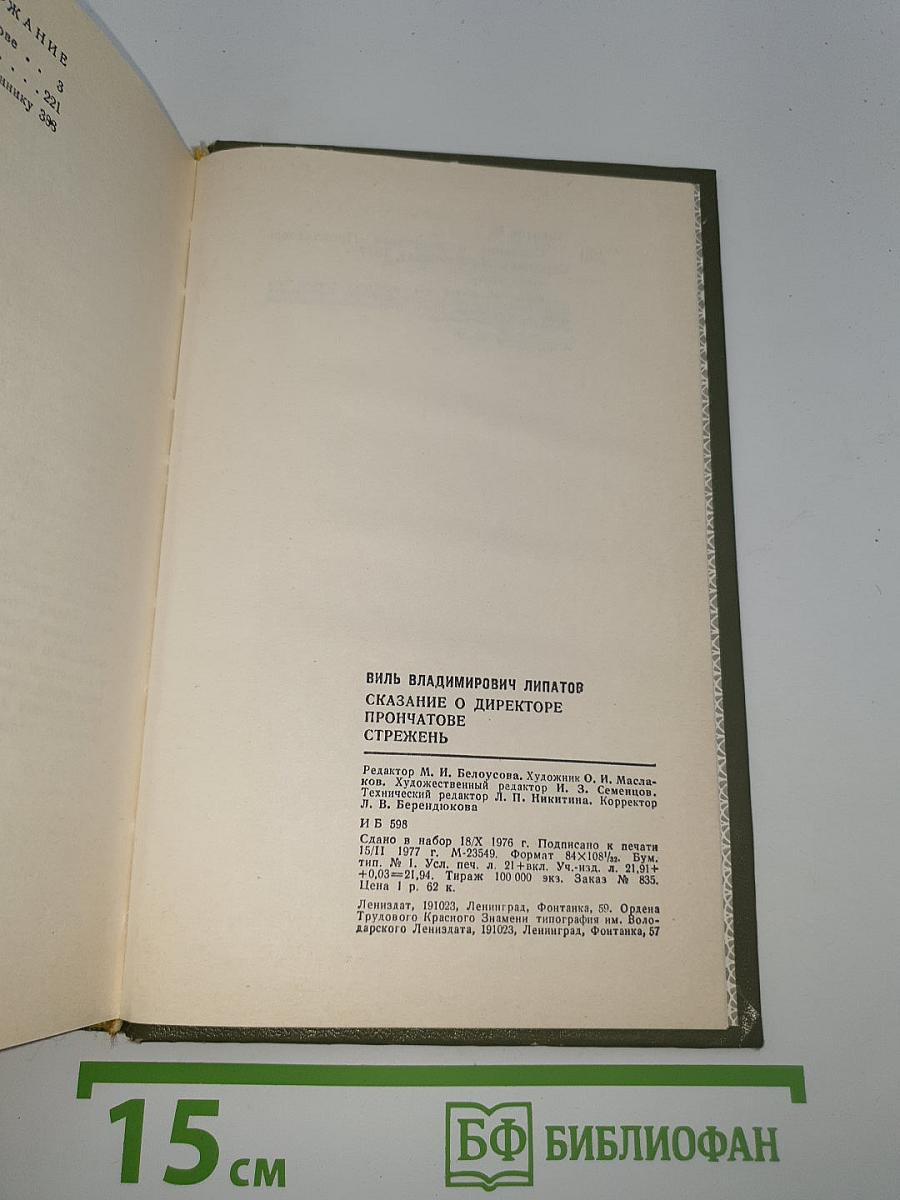 ЖАНИЕ
ове . . 3
. . . . 221
ннику 398
ВИЛЬ ВЛАДИМИРОВИЧ ЛИПАТОВ
СКАЗАНИЕ О ДИРЕКТОРЕ
ПРОНЧАТОВЕ
СТРЕЖЕНЬ
Редактор М. И. Белоусова. Художник О. И. Масла-
ков. Художественный редактор И. З. Семенцов.
Технический редактор Л. П. Никитина. Корректор
Л. В. Берендюкова
И Б 598
Сдано в набор 18/X 1976 г. Подписано к печати
15/II 1977 г. М-23549. Формат 84×108¹/₃₂. Бум.
тип. № 1. Усл. печ. л. 21+вкл. Уч.-изд. л. 21,91+
+0,03=21,94. Тираж 100 000 экз. Заказ № 835.
Цена 1 р. 62 к.
Лениздат, 191023, Ленинград, Фонтанка, 59. Ордена
Трудового Красного Знамени типография им. Воло-
дарского Лениздата, 191023, Ленинград, Фонтанка, 57
15 см
БФ БИБЛИОФАН